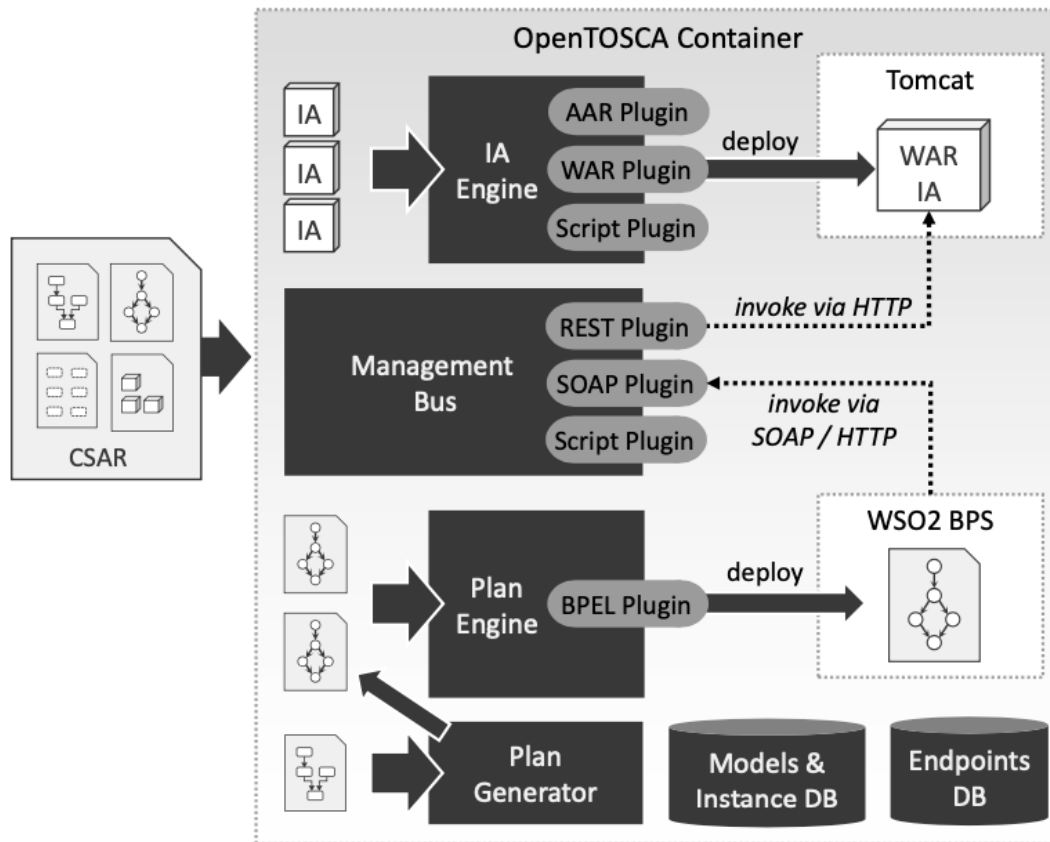 OpenTOSCA Container
IA
IA
IA
IA
Engine
AAR Plugin
WAR Plugin
Script Plugin
deploy
Tomcat
WAR
IA
CSAR
Management
Bus
REST Plugin
SOAP Plugin
Script Plugin
invoke via HTTP
invoke via
SOAP / HTTP
Plan
Engine
BPEL Plugin
deploy
WSO2 BPS
Plan
Generator
Models &
Instance DB
Endpoints
DB